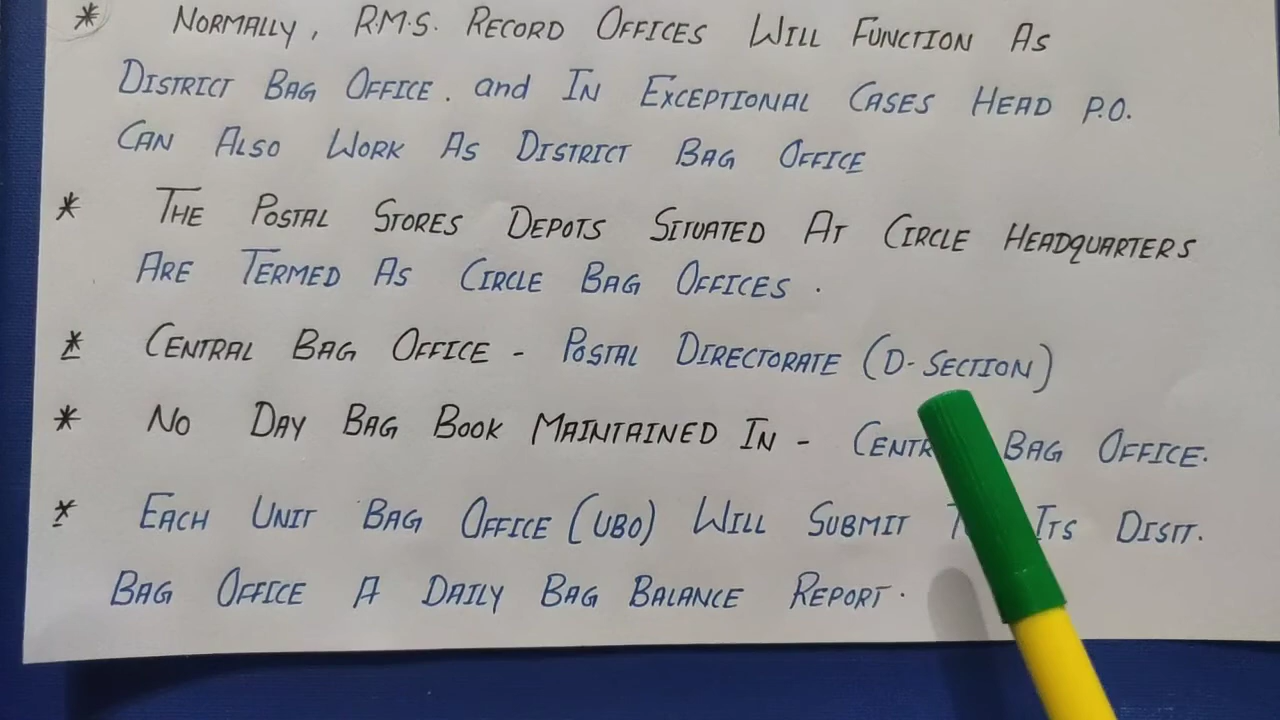 * NORMALLY, R.M.S. RECORD OFFICES WILL FUNCTION AS
DISTRICT BAG OFFICE. and IN EXCEPTIONAL CASES HEAD P.O.
CAN ALSO WORK AS DISTRICT BAG OFFICE
* THE POSTAL STORES DEPOTS SITUATED AT CIRCLE HEADQUARTERS
ARE TERMED AS CIRCLE BAG OFFICES.
* CENTRAL BAG OFFICE - POSTAL DIRECTORATE (D-SECTION)
* NO DAY BAG BOOK MAINTAINED IN - BAG OFFICE.
* EACH UNIT BAG OFFICE (UBO) WILL SUBMIT ITS DISTT.
BAG OFFICE A DAILY BAG BALANCE REPORT.